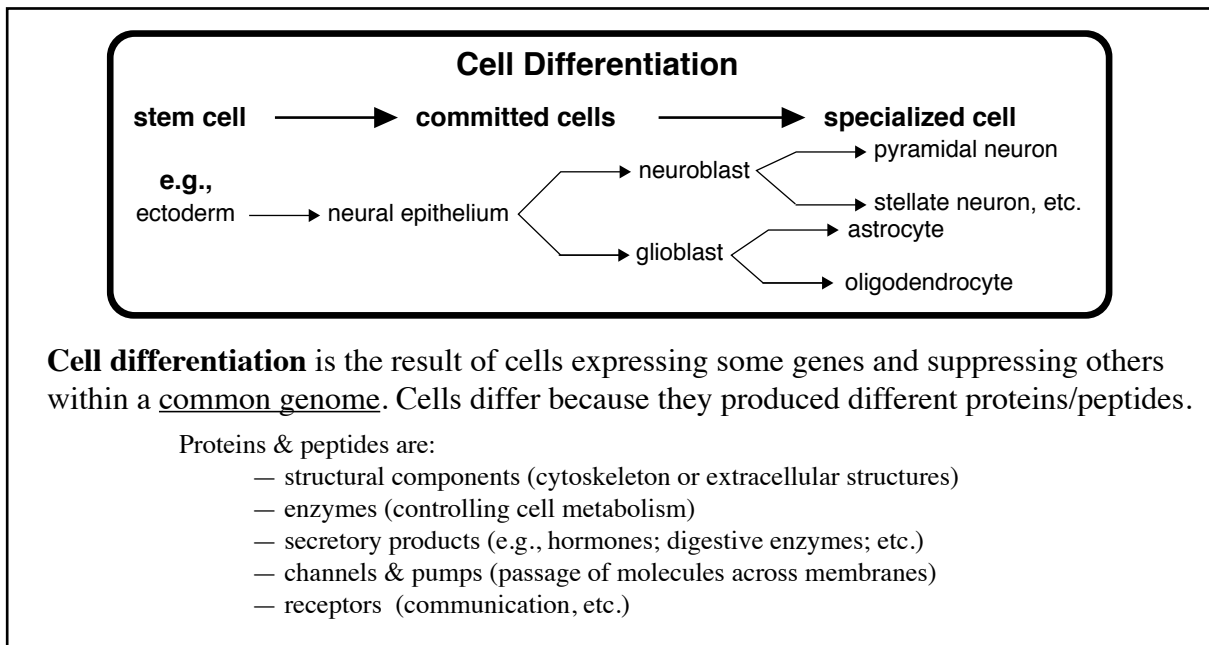 Cell Differentiation
stem cell committed cells specialized cell
pyramidal neuron
neuroblast
e.g.,
ectoderm neural epithelium
stellate neuron, etc.
astrocyte
glioblast
oligodendrocyte
Cell differentiation is the result of cells expressing some genes and suppressing others
within a common genome. Cells differ because they produced different proteins/peptides.
Proteins & peptides are:
— structural components (cytoskeleton or extracellular structures)
— enzymes (controlling cell metabolism)
— secretory products (e.g., hormones; digestive enzymes; etc.)
— channels & pumps (passage of molecules across membranes)
— receptors (communication, etc.)